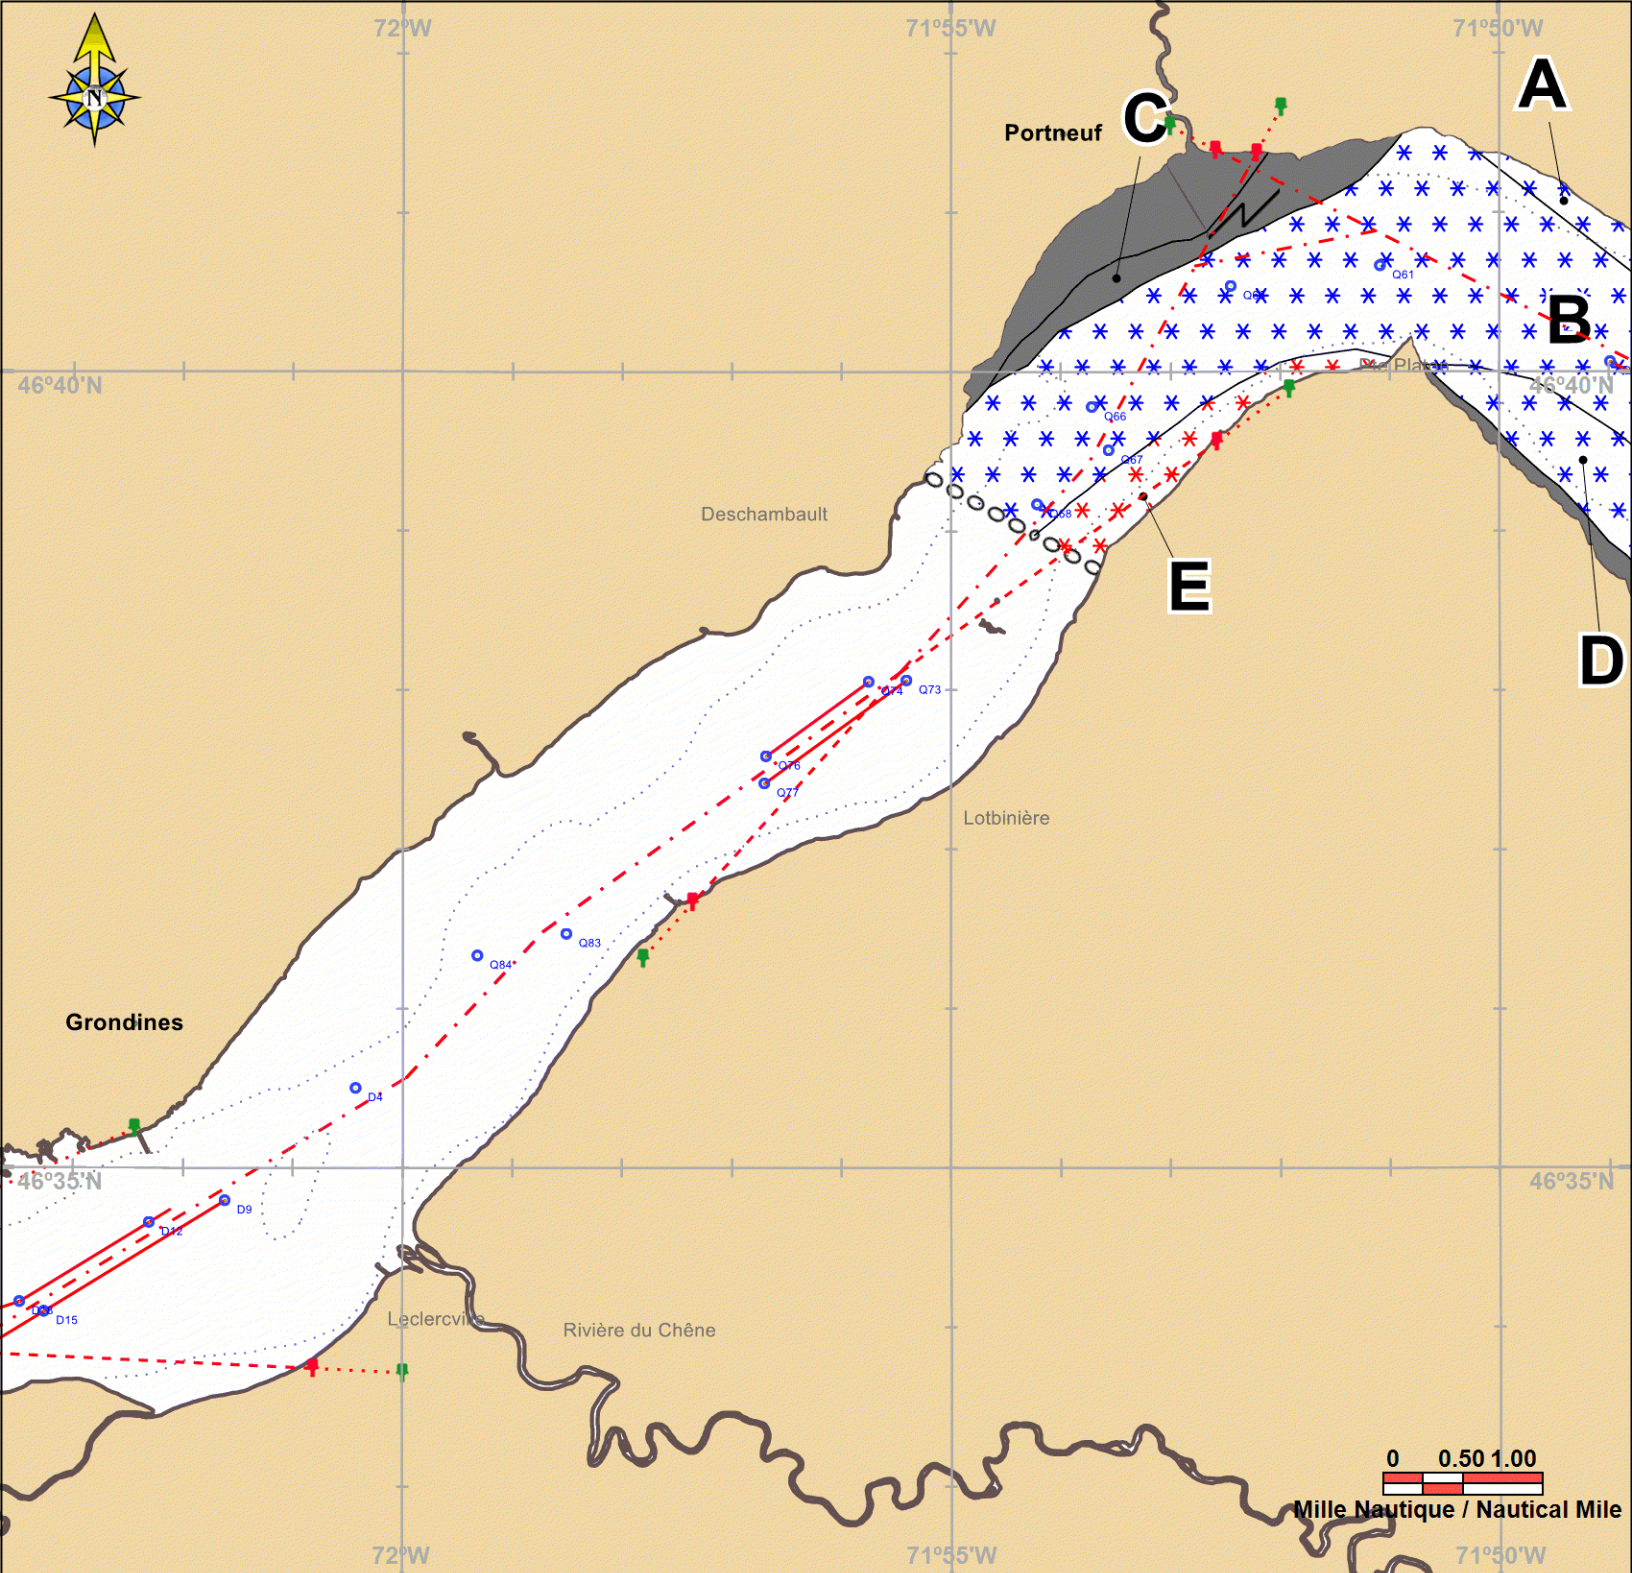 72°W
71°55'W
71°50'W
N
A
C
Portneuf
Q61
B
46°40'N
Pte Platon
46°40'N
Q66
Q67
Deschambault
Q68
E
D
Q74
Q73
Q76
Q77
Lotbinière
Q83
Q84
Grondines
D4
46°35'N
46°35'N
D9
D12
D15
Leclercville
Rivière du Chêne
0 0.50 1.00
Mille Nautique / Nautical Mile
72°W
71°55'W
71°50'W